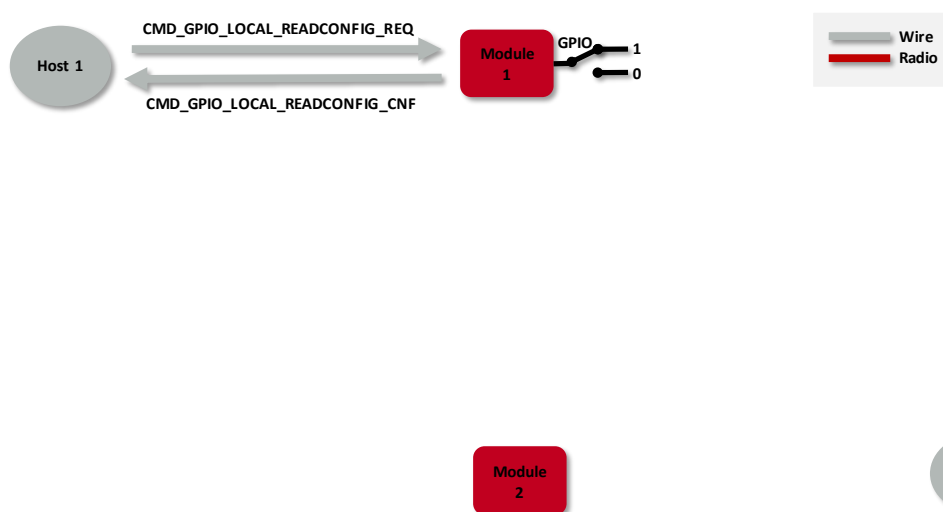 CMD_GPIO_LOCAL_READCONFIG_REQ
Host 1
CMD_GPIO_LOCAL_READCONFIG_CNF
Module
1
GPIO
1
0
Wire
Radio
Module
2